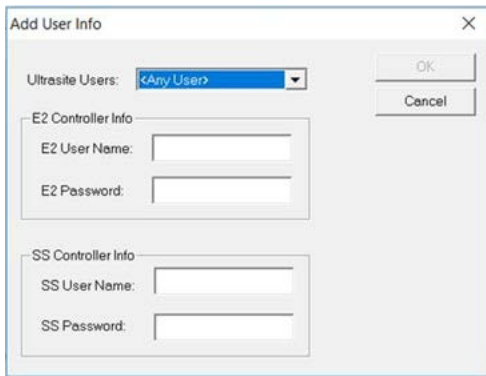 Add User Info
Ultrasite Users: <Any User>
OK
Cancel
E2 Controller Info
E2 User Name:
E2 Password:
SS Controller Info
SS User Name:
SS Password: